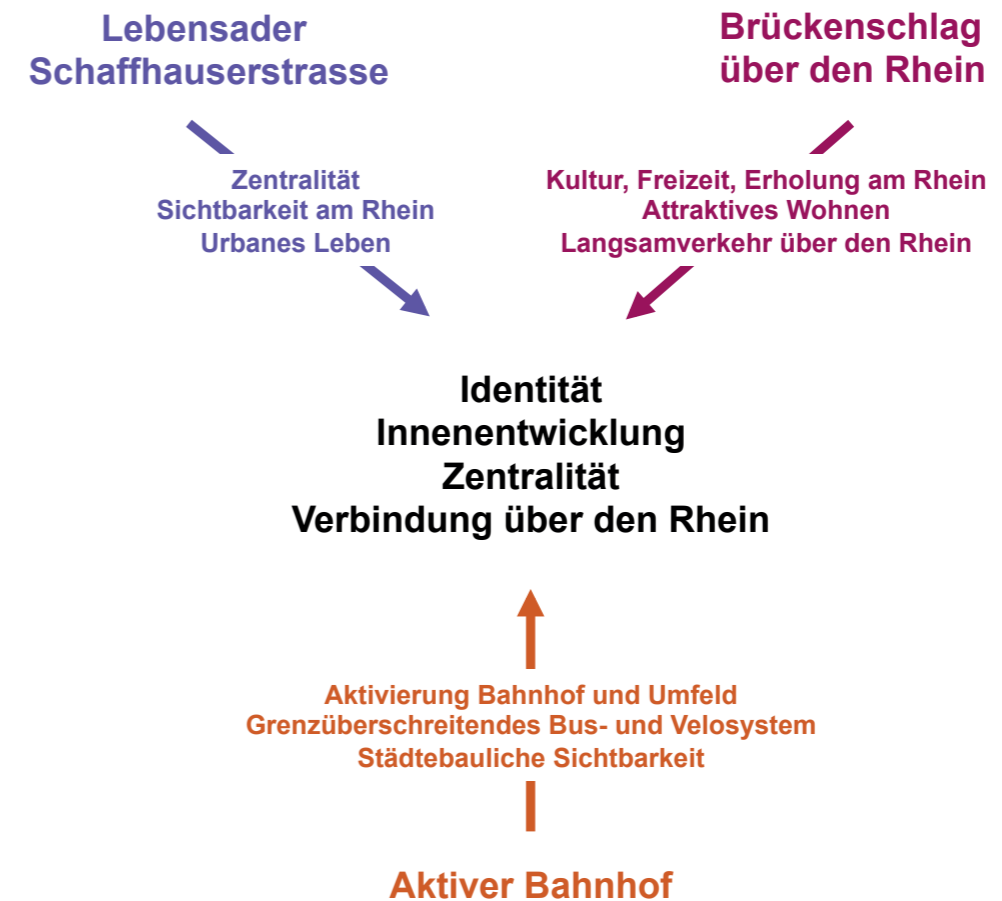 Lebensader
Schaffhauserstrasse
Brückenschlag
über den Rhein
Zentralität
Sichtbarkeit am Rhein
Urbanes Leben
Kultur, Freizeit, Erholung am Rhein
Attraktives Wohnen
Langsamverkehr über den Rhein
Identität
Innenentwicklung
Zentralität
Verbindung über den Rhein
Aktivierung Bahnhof und Umfeld
Grenzüberschreitendes Bus- und Velosystem
Städtebauliche Sichtbarkeit
Aktiver Bahnhof